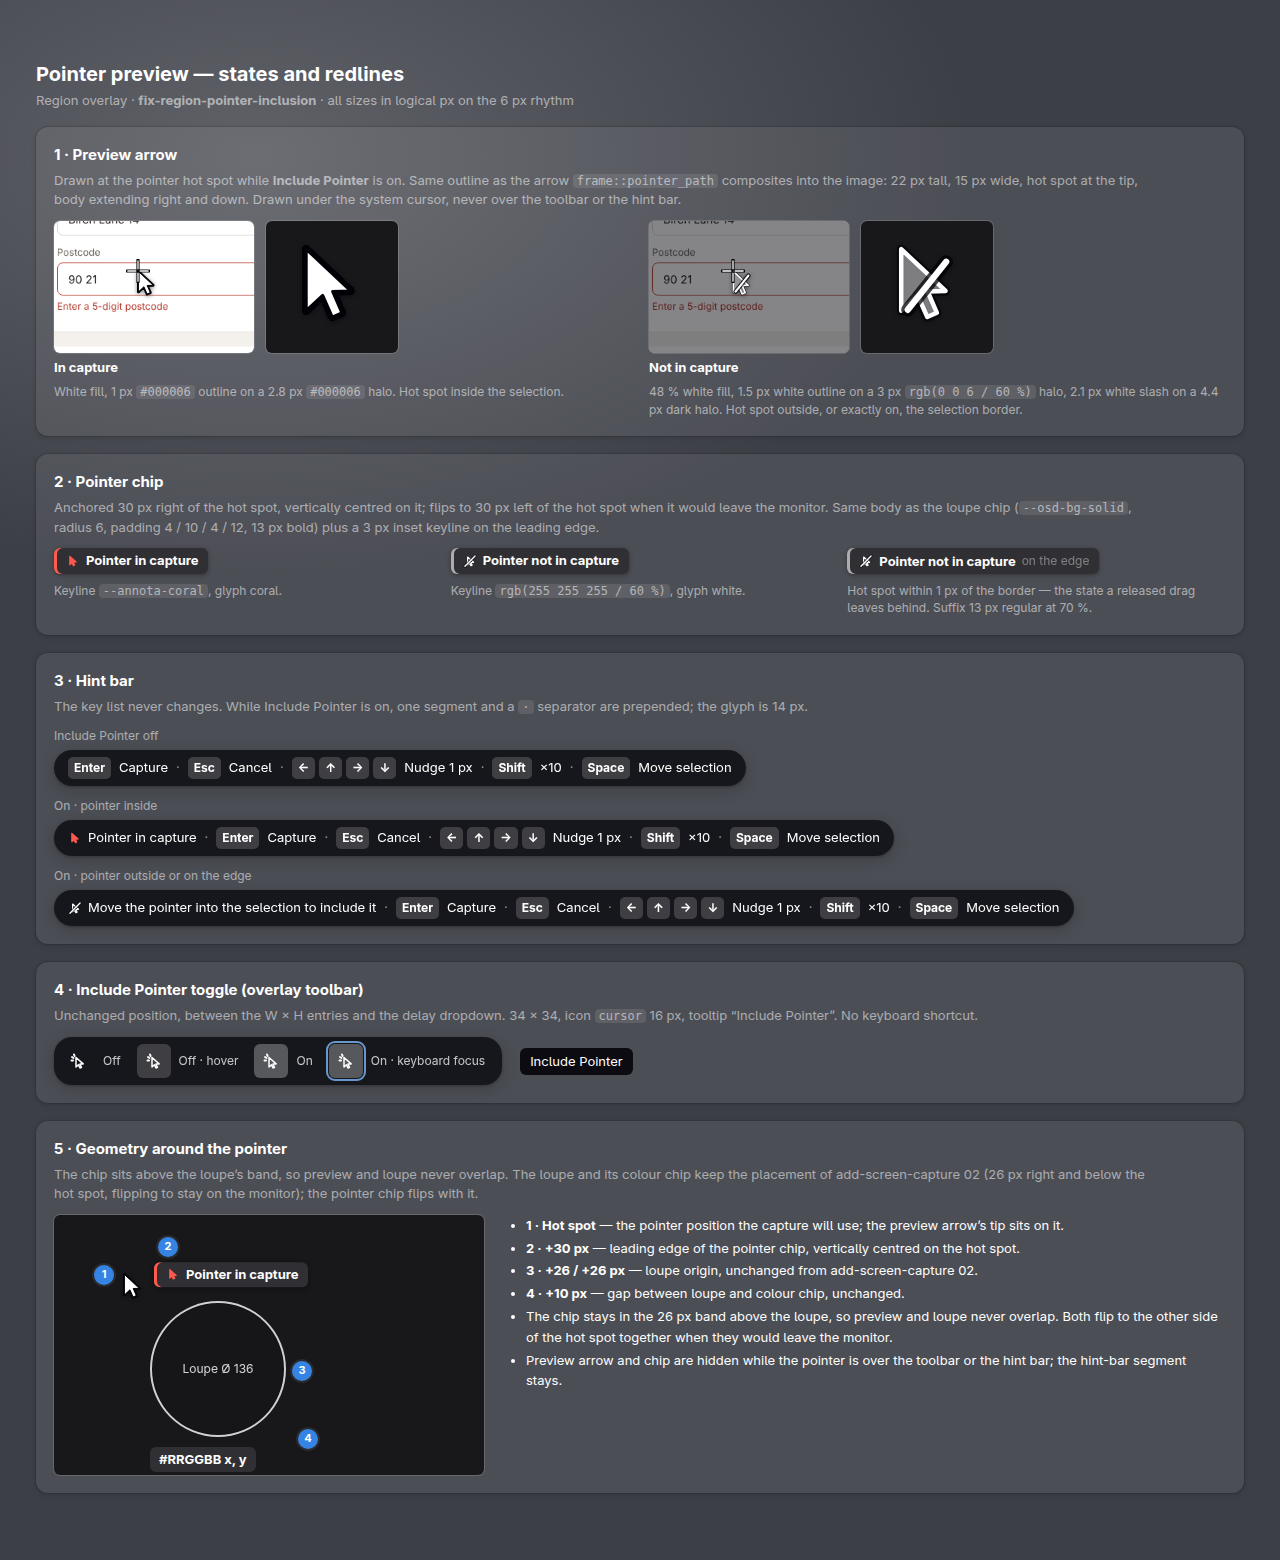 Pointer preview — states and redlines
Region overlay · fix-region-pointer-inclusion · all sizes in logical px on the 6 px rhythm
1 · Preview arrow
Drawn at the pointer hot spot while Include Pointer is on. Same outline as the arrow frame::pointer_path composites into the image: 22 px tall, 15 px wide, hot spot at the tip,
body extending right and down. Drawn under the system cursor, never over the toolbar or the hint bar.
Postcode
90 21
Enter a 5-digit postcode
Postcode
90 21
Enter a 5-digit postcode
In capture
White fill, 1 px #000006 outline on a 2.8 px #000006 halo. Hot spot inside the selection.
Not in capture
48 % white fill, 1.5 px white outline on a 3 px rgb(0 0 6 / 60 %) halo, 2.1 px white slash on a 4.4
px dark halo. Hot spot outside, or exactly on, the selection border.
2 · Pointer chip
Anchored 30 px right of the hot spot, vertically centred on it; flips to 30 px left of the hot spot when it would leave the monitor. Same body as the loupe chip (--osd-bg-solid,
radius 6, padding 4 / 10 / 4 / 12, 13 px bold) plus a 3 px inset keyline on the leading edge.
Pointer in capture
Keyline --annota-coral, glyph coral.
Pointer not in capture
Keyline rgb(255 255 255 / 60 %), glyph white.
Pointer not in capture on the edge
Hot spot within 1 px of the border — the state a released drag
leaves behind. Suffix 13 px regular at 70 %.
3 · Hint bar
The key list never changes. While Include Pointer is on, one segment and a · separator are prepended; the glyph is 14 px.
Include Pointer off
Enter Capture · Esc Cancel · ← ↑ → ↓ Nudge 1 px · Shift ×10 · Space Move selection
On · pointer inside
Pointer in capture · Enter Capture · Esc Cancel · ← ↑ → ↓ Nudge 1 px · Shift ×10 · Space Move selection
On · pointer outside or on the edge
Move the pointer into the selection to include it · Enter Capture · Esc Cancel · ← ↑ → ↓ Nudge 1 px · Shift ×10 · Space Move selection
4 · Include Pointer toggle (overlay toolbar)
Unchanged position, between the W × H entries and the delay dropdown. 34 × 34, icon cursor 16 px, tooltip “Include Pointer”. No keyboard shortcut.
Off Off · hover On On · keyboard focus Include Pointer
5 · Geometry around the pointer
The chip sits above the loupe’s band, so preview and loupe never overlap. The loupe and its colour chip keep the placement of add-screen-capture 02 (26 px right and below the
hot spot, flipping to stay on the monitor); the pointer chip flips with it.
2
1
Pointer in capture
Loupe Ø 136
3
4
#RRGGBB x, y
1 · Hot spot — the pointer position the capture will use; the preview arrow’s tip sits on it.
2 · +30 px — leading edge of the pointer chip, vertically centred on the hot spot.
3 · +26 / +26 px — loupe origin, unchanged from add-screen-capture 02.
4 · +10 px — gap between loupe and colour chip, unchanged.
The chip stays in the 26 px band above the loupe, so preview and loupe never overlap. Both flip to the other side
of the hot spot together when they would leave the monitor.
Preview arrow and chip are hidden while the pointer is over the toolbar or the hint bar; the hint-bar segment
stays.